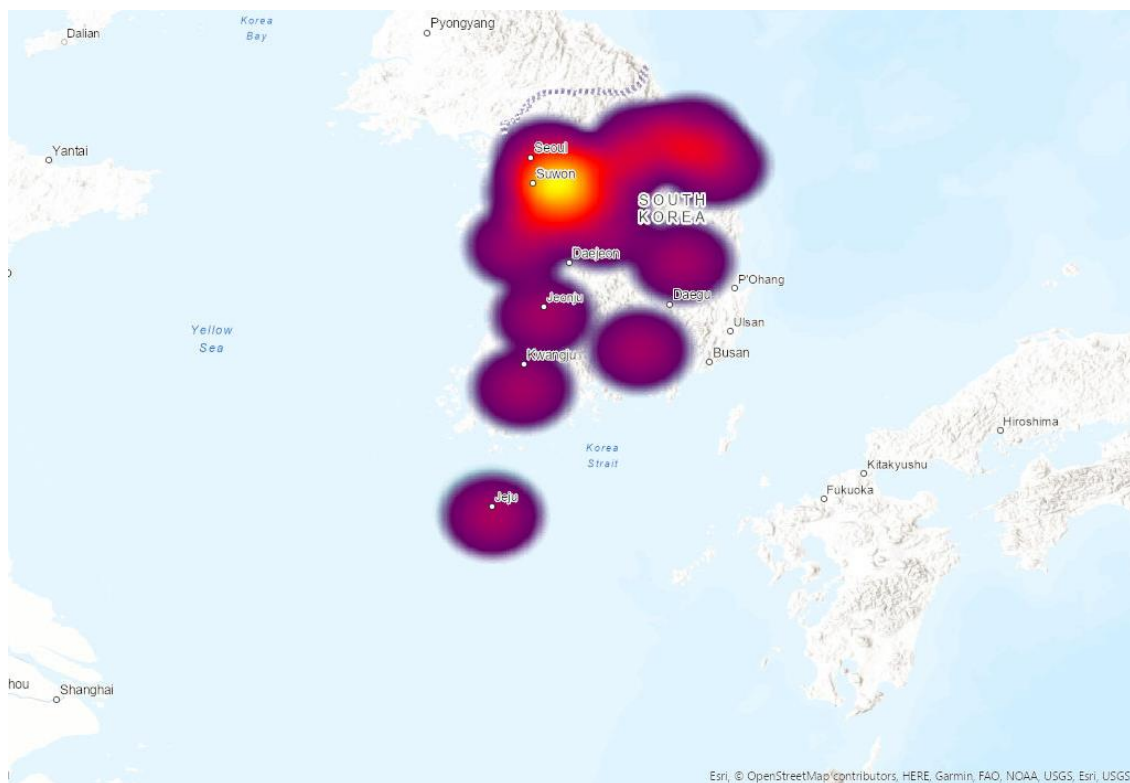 Korea
Bay
Pyongyang
Dalian
Yantai
Seoul
Suwon
SOUTH
KOREA
Daejeon
P'Ohang
Jeonju
Daegu
Yellow
Sea
Ulsan
Kwangju
Busan
Hiroshima
Korea
Strait
Kitakyushu
Jeju
Fukuoka
hou
Shanghai
Esri, © OpenStreetMap contributors, HERE, Garmin, FAO, NOAA, USGS, Esri, USGS